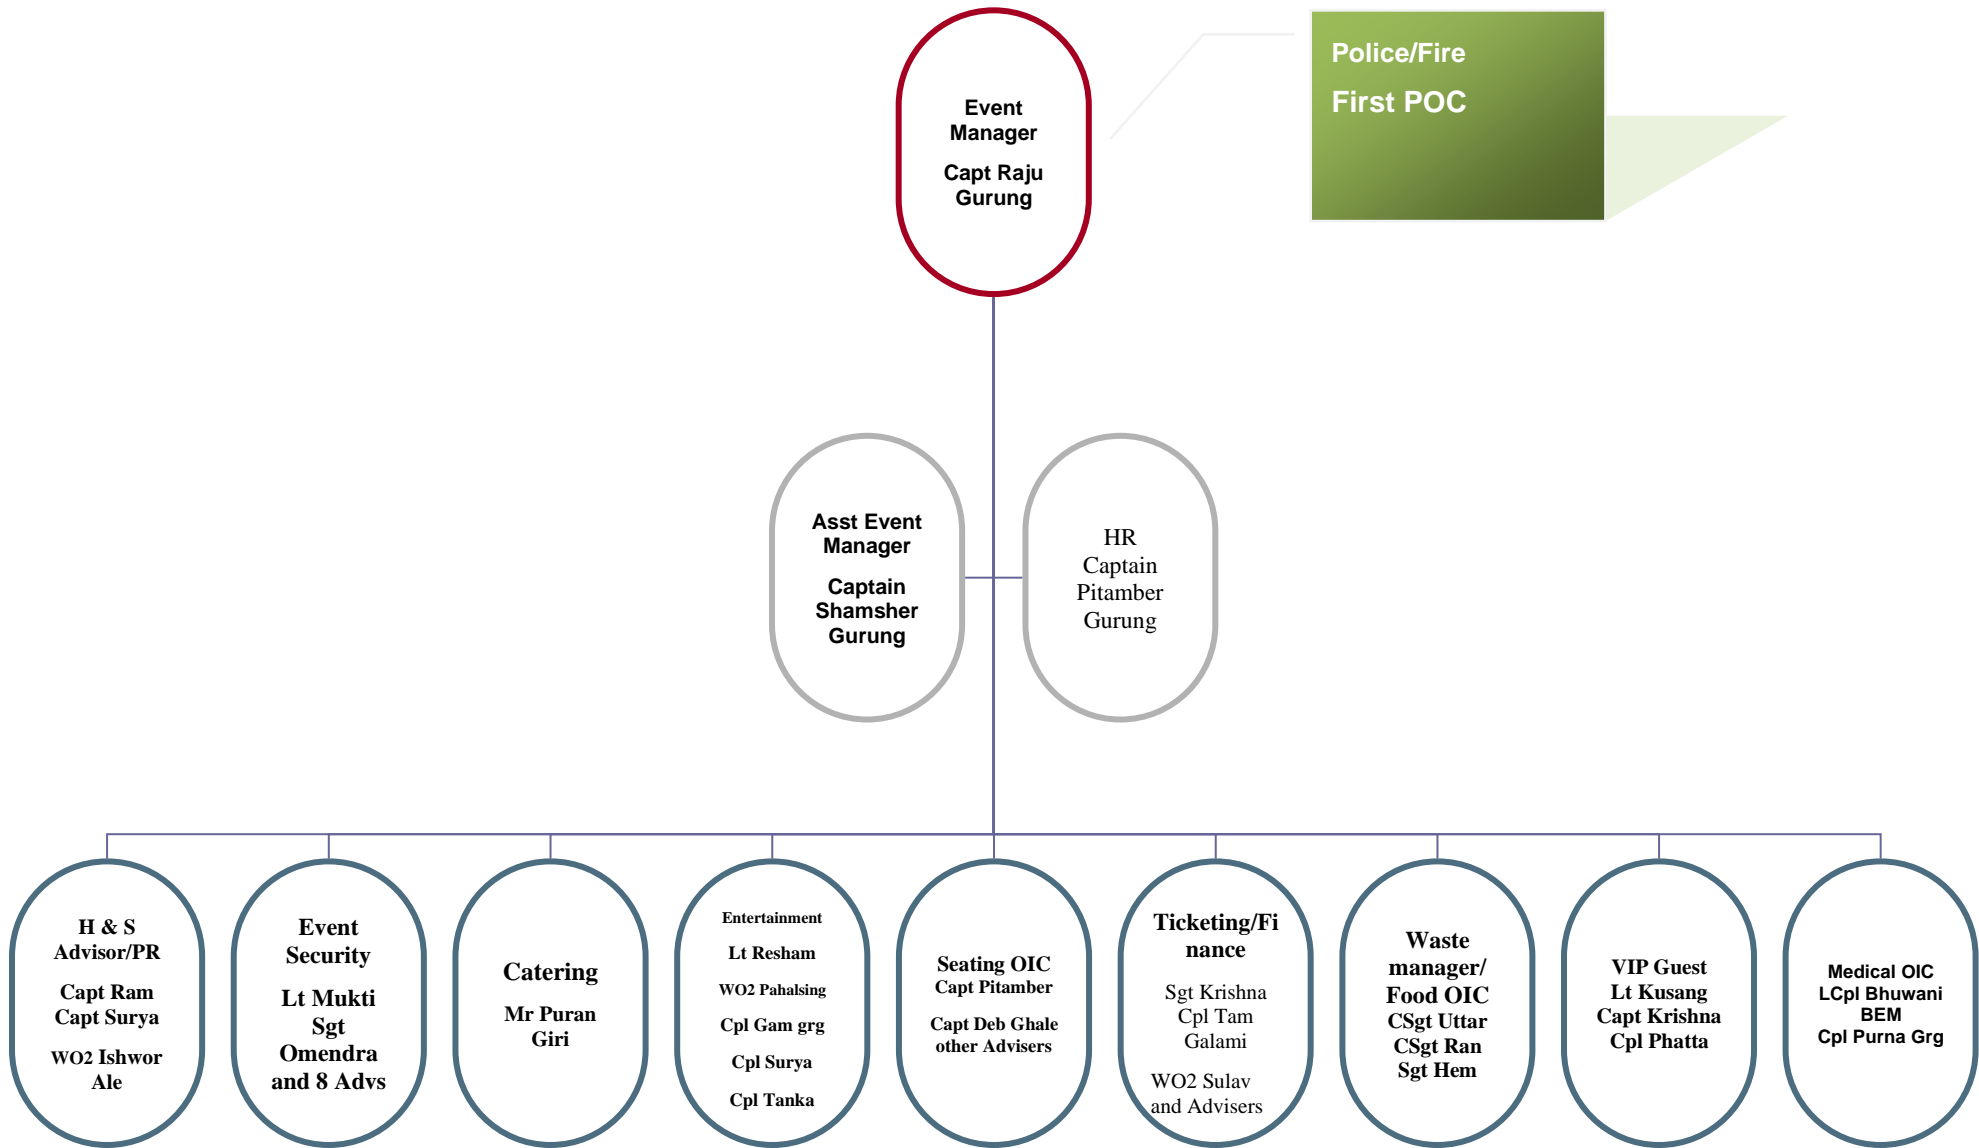 Event
Manager
Capt Raju
Gurung
Police/Fire
First POC
Asst Event
Manager
Captain
Shamsher
Gurung
HR
Captain
Pitamber
Gurung
H & S
Advisor/PR
Capt Ram
Capt Surya
WO2 Ishwor
Ale
Event
Security
Lt Mukti
Sgt
Omendra
and 8 Advs
Catering
Mr Puran
Giri
Entertainment
Lt Resham
WO2 Pahalsing
Cpl Gam grg
Cpl Surya
Cpl Tanka
Seating OIC
Capt Pitamber
Capt Deb Ghale
other Advisers
Ticketing/Fi
nance
Sgt Krishna
Cpl Tam
Galami
WO2 Sulav
and Advisers
Waste
manager/
Food OIC
CSgt Uttar
CSgt Ran
Sgt Hem
VIP Guest
Lt Kusang
Capt Krishna
Cpl Phatta
Medical OIC
LCpl Bhuwani
BEM
Cpl Purna Grg